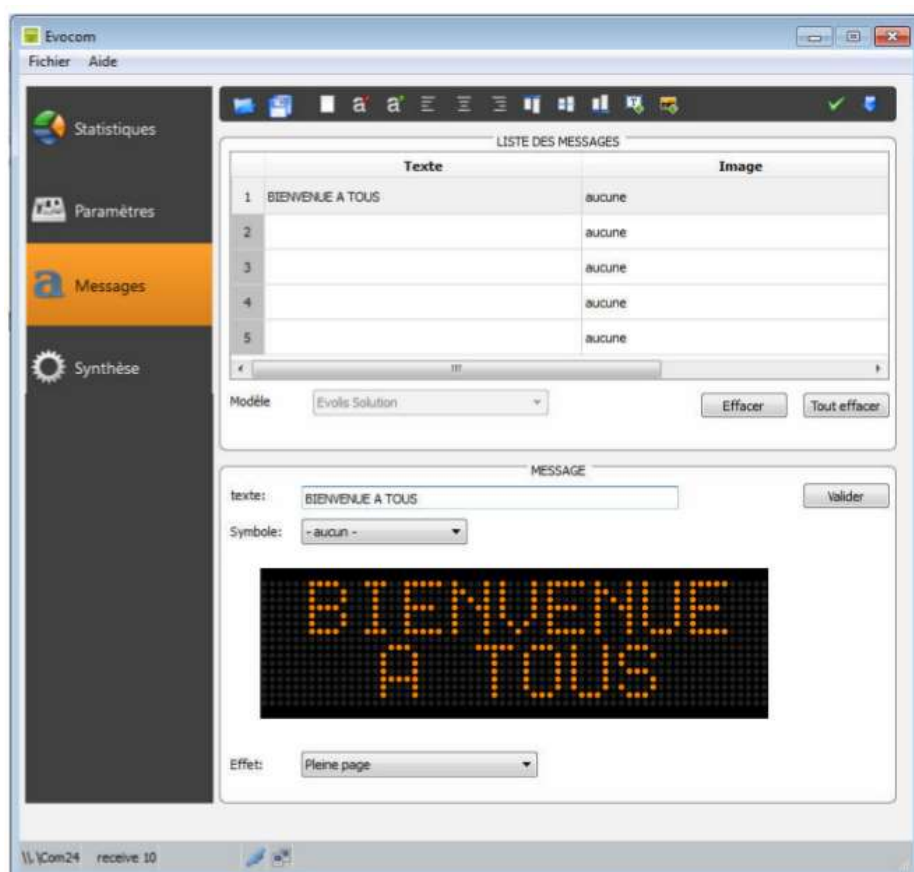 Evocom
Fichier Aide
Statistiques
Paramètres
Messages
Synthèse
LISTE DES MESSAGES
Texte Image
1 BIENVENUE A TOUS aucune
2 aucune
3 aucune
4 aucune
5 aucune
Modèle Evolis Solution Effacer Tout effacer
MESSAGE
texte: BIENVENUE A TOUS Valider
Symbole: - aucun -
BIENVENUE
A TOUS
Effet: Pleine page
\\.\Com24 receive 10